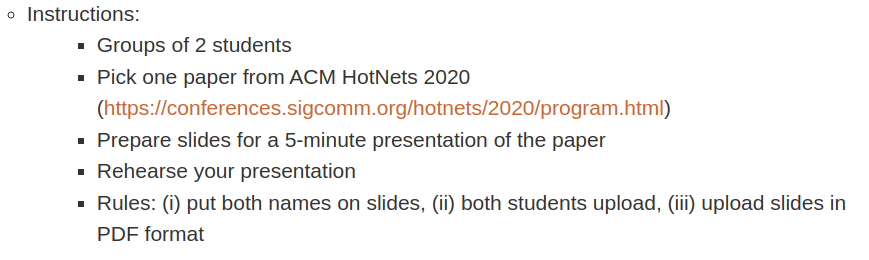 Instructions:
Groups of 2 students
Pick one paper from ACM HotNets 2020
(https://conferences.sigcomm.org/hotnets/2020/program.html)
Prepare slides for a 5-minute presentation of the paper
Rehearse your presentation
Rules: (i) put both names on slides, (ii) both students upload, (iii) upload slides in
PDF format